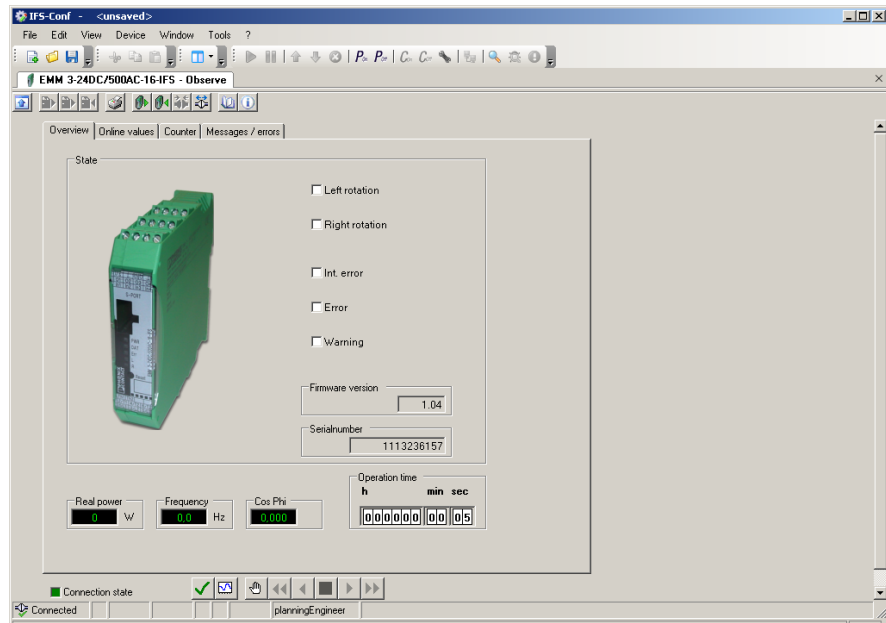 IFS-Conf - <unsaved>
File Edit View Device Window Tools ?
EMM 3-24DC/500AC-16-IFS - Observe
Overview Online values Counter Messages / errors
State
Left rotation
Right rotation
Int. error
Error
Warning
S-PORT
PWR
DAT
Firmware version
1.04
Serialnumber
1113236157
Operation time
h min sec
000000 00 05
Real power
0 W
Frequency
0,0 Hz
Cos Phi
0,000
Connection state
Connected planningEngineer